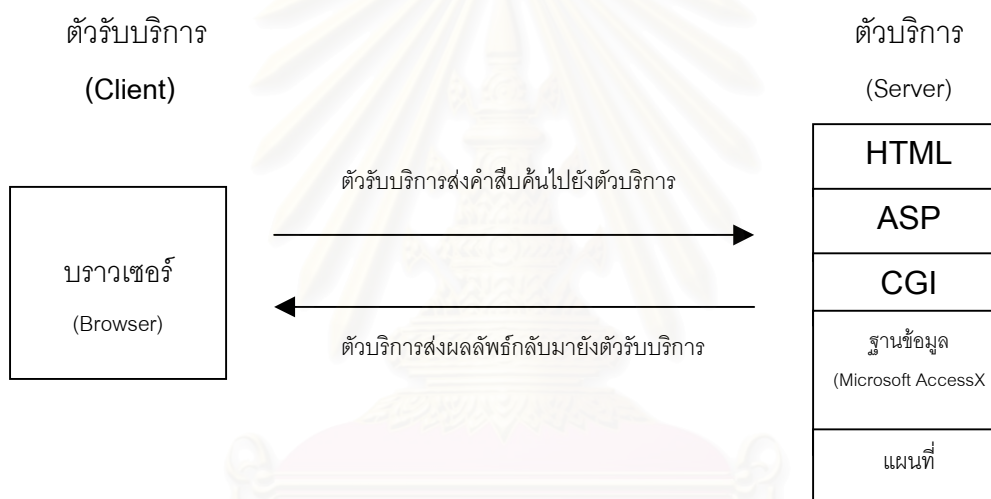 ตัวรับบริการ
(Client)
ตัวบริการ
(Server)
บราวเซอร์
(Browser)
ตัวรับบริการส่งคำสืบค้นไปยังตัวบริการ
ตัวบริการส่งผลลัพธ์กลับมายังตัวรับบริการ
HTML
ASP
CGI
ฐานข้อมูล
(Microsoft AccessX
แผนที่